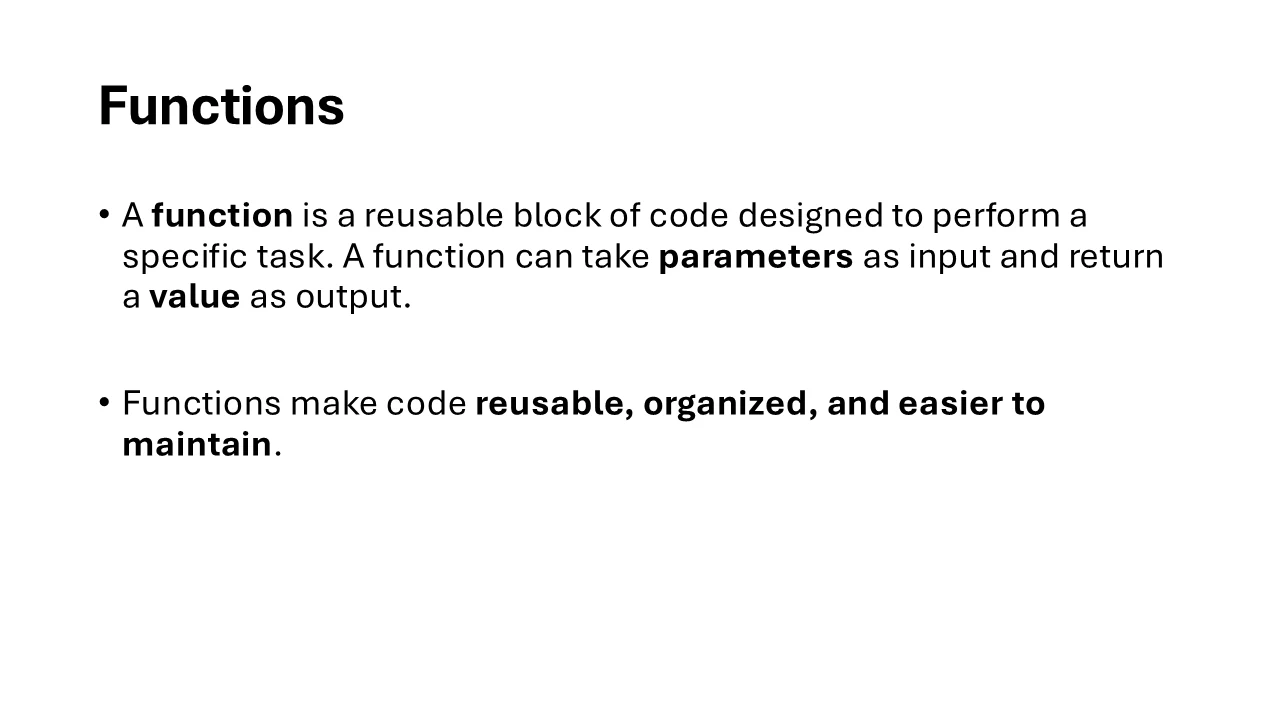 Functions
• A function is a reusable block of code designed to perform a
specific task. A function can take parameters as input and return
a value as output.
• Functions make code reusable, organized, and easier to
maintain.